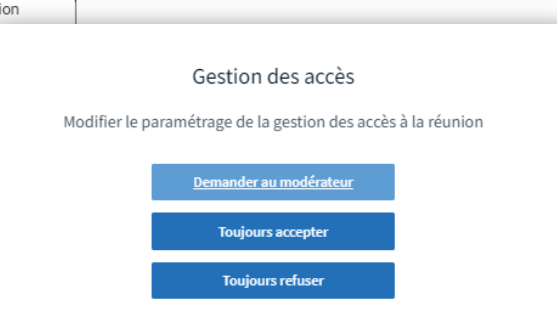 ion
Gestion des accès
Modifier le paramétrage de la gestion des accès à la réunion
Demander au modérateur
Toujours accepter
Toujours refuser